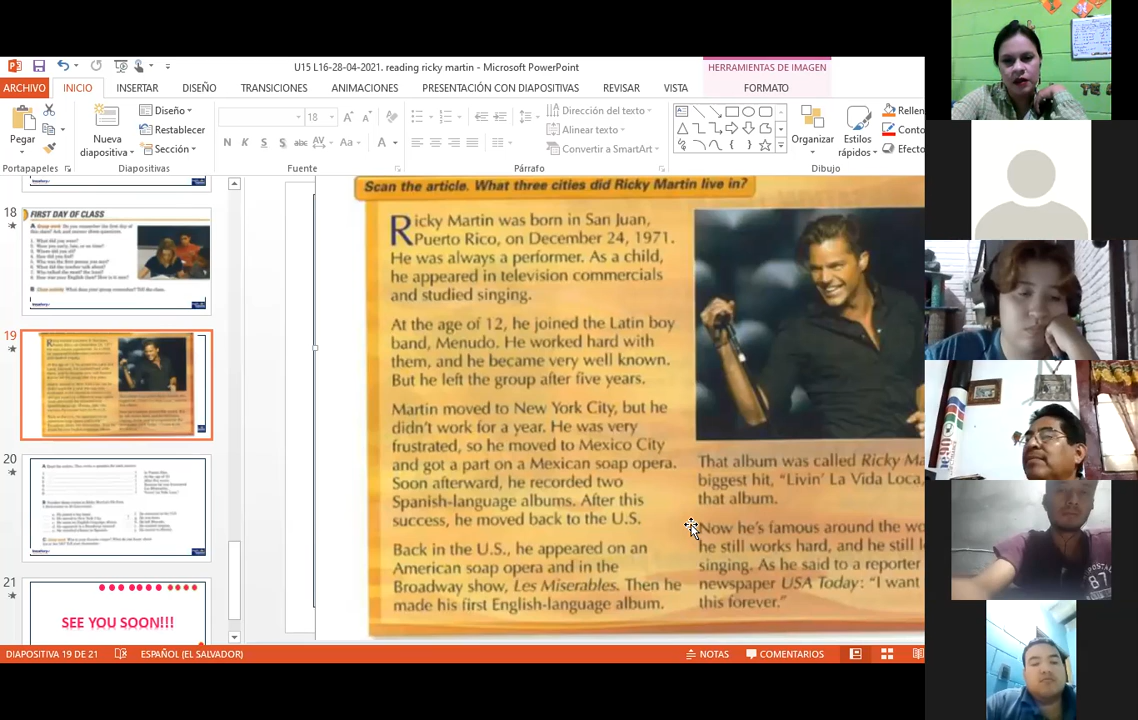 U15 L16-28-04-2021. reading ricky martin - Microsoft PowerPoint
HERRAMIENTAS DE IMAGEN
ARCHIVO INICIO INSERTAR DISEÑO TRANSICIONES ANIMACIONES PRESENTACIÓN CON DIAPOSITIVAS REVISAR VISTA FORMATO
Pegar
Nueva diapositiva
Diseño
Restablecer
Sección
18
N K S S abc AV Aa A
Dirección del texto
Alinear texto
Convertir a SmartArt
Organizar
Estilos rápidos
Rellen
Conto
Efecto
Portapapeles Diapositivas Fuente Párrafo Dibujo
18
FIRST DAY OF CLASS
19
20
21
SEE YOU SOON!!!
Scan the article. What three cities did Ricky Martin live in?
Ricky Martin was born in San Juan,
Puerto Rico, on December 24, 1971.
He was always a performer. As a child,
he appeared in television commercials
and studied singing.
At the age of 12, he joined the Latin boy
band, Menudo. He worked hard with
them, and he became very well known.
But he left the group after five years.
Martin moved to New York City, but he
didn't work for a year. He was very
frustrated, so he moved to Mexico City
and got a part on a Mexican soap opera.
Soon afterward, he recorded two
Spanish-language albums. After this
success, he moved back to the U.S.
Back in the U.S., he appeared on an
American soap opera and in the
Broadway show, Les Miserables. Then he
made his first English-language album.
That album was called Ricky Ma
biggest hit, "Livin' La Vida Loca,
that album.
Now he's famous around the wo
he still works hard, and he still l
singing. As he said to a reporter
newspaper USA Today: "I want
this forever."
DIAPOSITIVA 19 DE 21 ESPAÑOL (EL SALVADOR) NOTAS COMENTARIOS
87